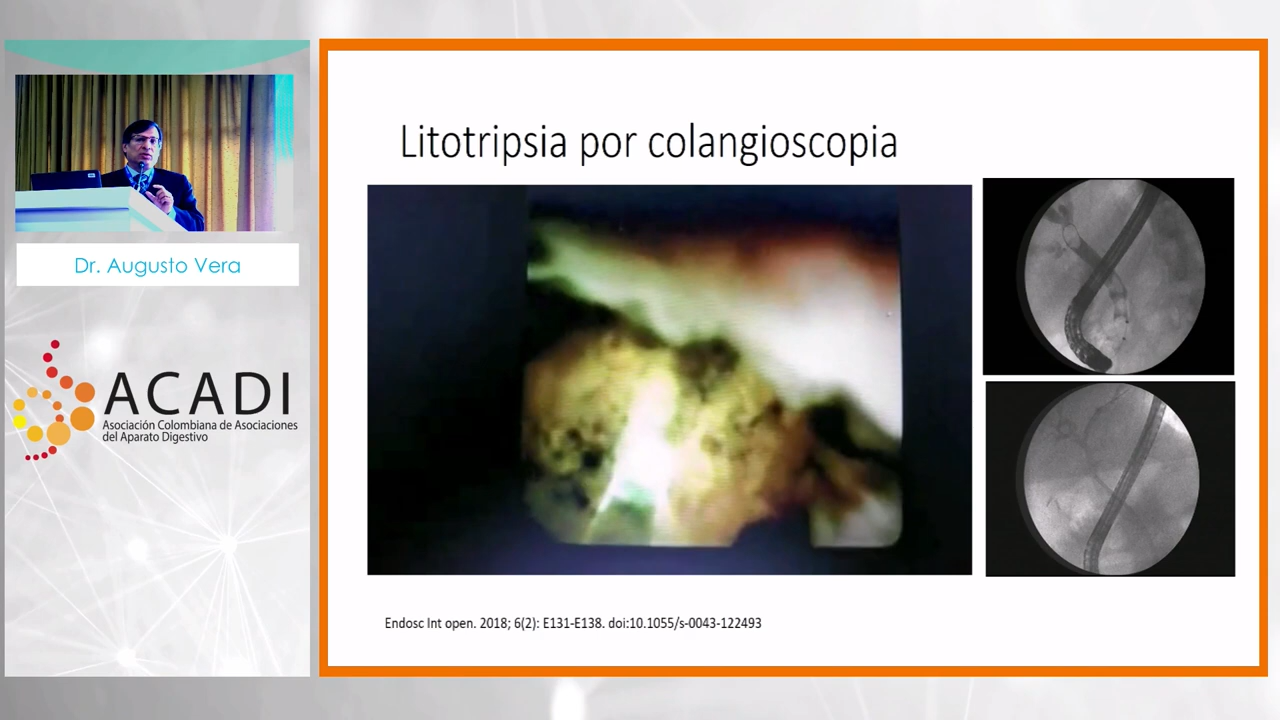 Dr. Augusto Vera
ACADI
Asociación Colombiana de Asociaciones
del Aparato Digestivo
Litotripsia por colangioscopia
Endosc Int open. 2018; 6(2): E131-E138. doi:10.1055/s-0043-122493